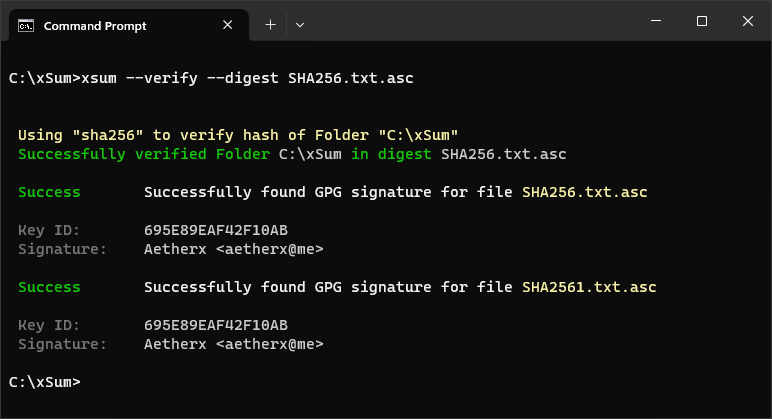 Command Prompt
C:\xSum>xsum --verify --digest SHA256.txt.asc
Using "sha256" to verify hash of Folder "C:\xSum"
Successfully verified Folder C:\xSum in digest SHA256.txt.asc
Success Successfully found GPG signature for file SHA256.txt.asc
Key ID: 695E89EAF42F10AB
Signature: Aetherx <aetherx@me>
Success Successfully found GPG signature for file SHA2561.txt.asc
Key ID: 695E89EAF42F10AB
Signature: Aetherx <aetherx@me>
C:\xSum>